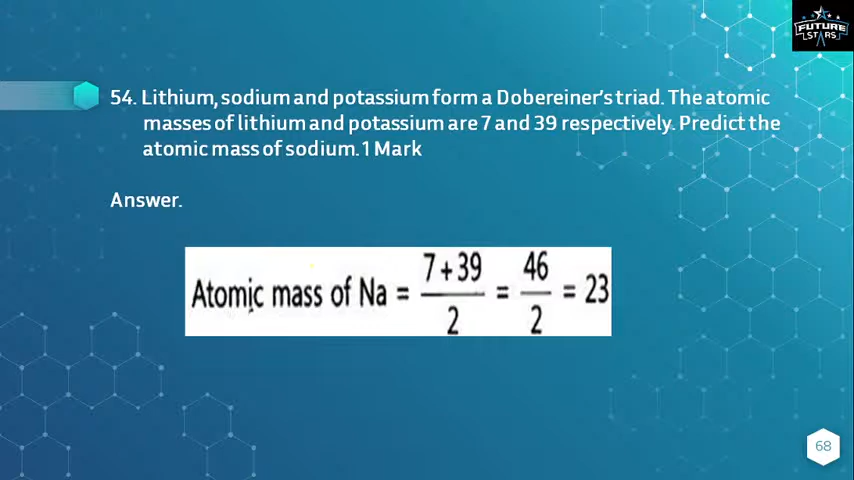 FUTURE
STARS
54. Lithium, sodium and potassium form a Dobereiner's triad. The atomic
masses of lithium and potassium are 7 and 39 respectively. Predict the
atomic mass of sodium. 1 Mark
Answer.
Atomic mass of Na = (7 + 39)/2 = 46/2 = 23
68